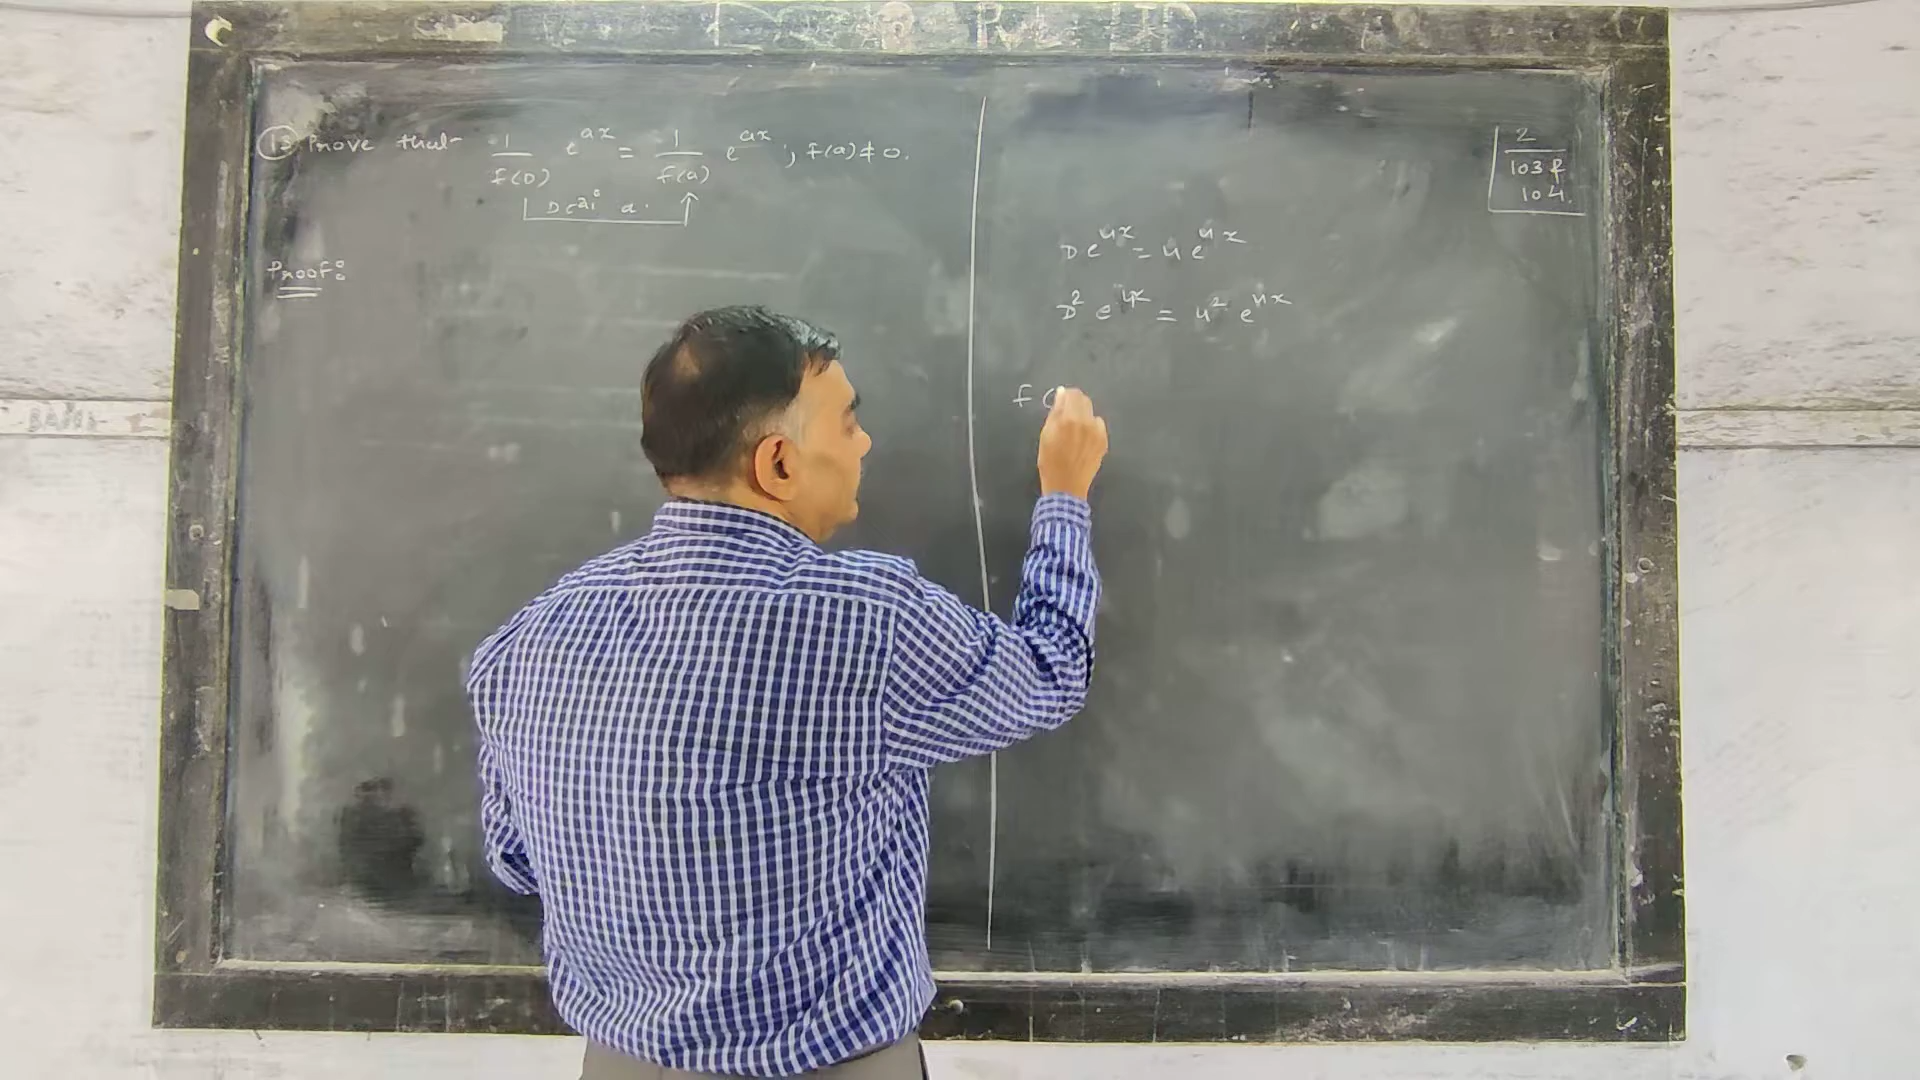 13 Prove that 1/f(D) e^{ax} = 1/f(a) e^{ax} ; f(a) ≠ 0.
a.
Proof:
2
103 &
104.
D e^{4x} = 4 e^{4x}
D^2 e^{4x} = 4^2 e^{4x}
f (